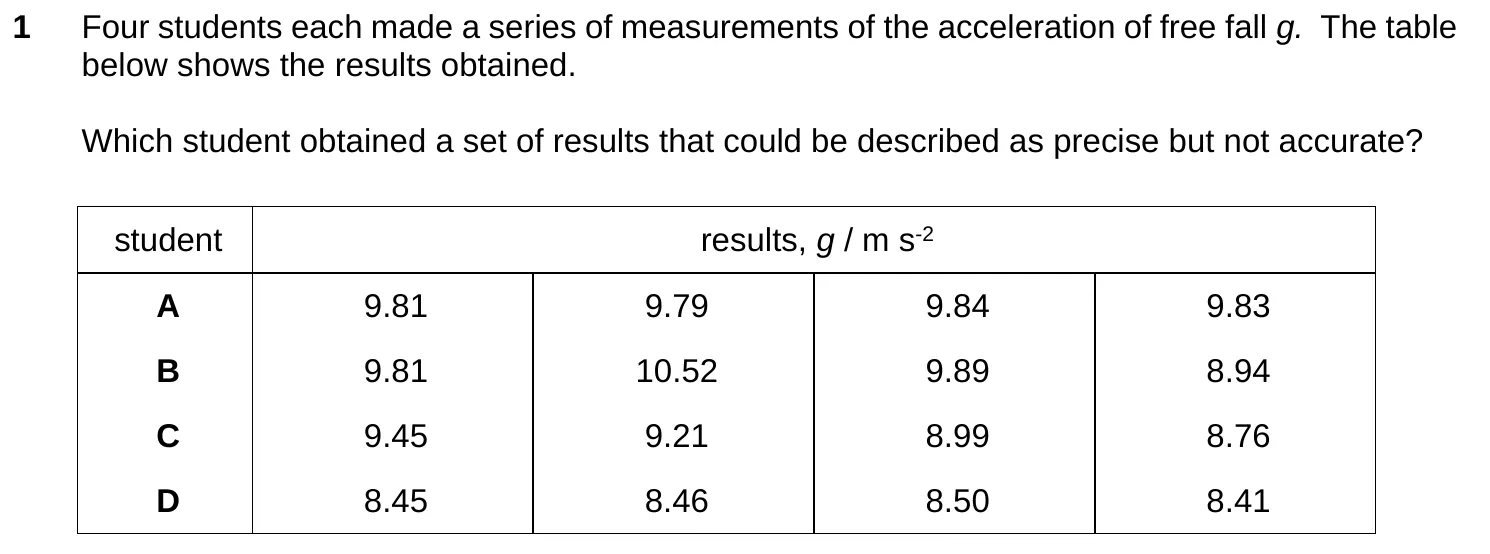 1 Four students each made a series of measurements of the acceleration of free fall g. The table
below shows the results obtained.
Which student obtained a set of results that could be described as precise but not accurate?
student results, g / m s-2
A 9.81 9.79 9.84 9.83
B 9.81 10.52 9.89 8.94
C 9.45 9.21 8.99 8.76
D 8.45 8.46 8.50 8.41